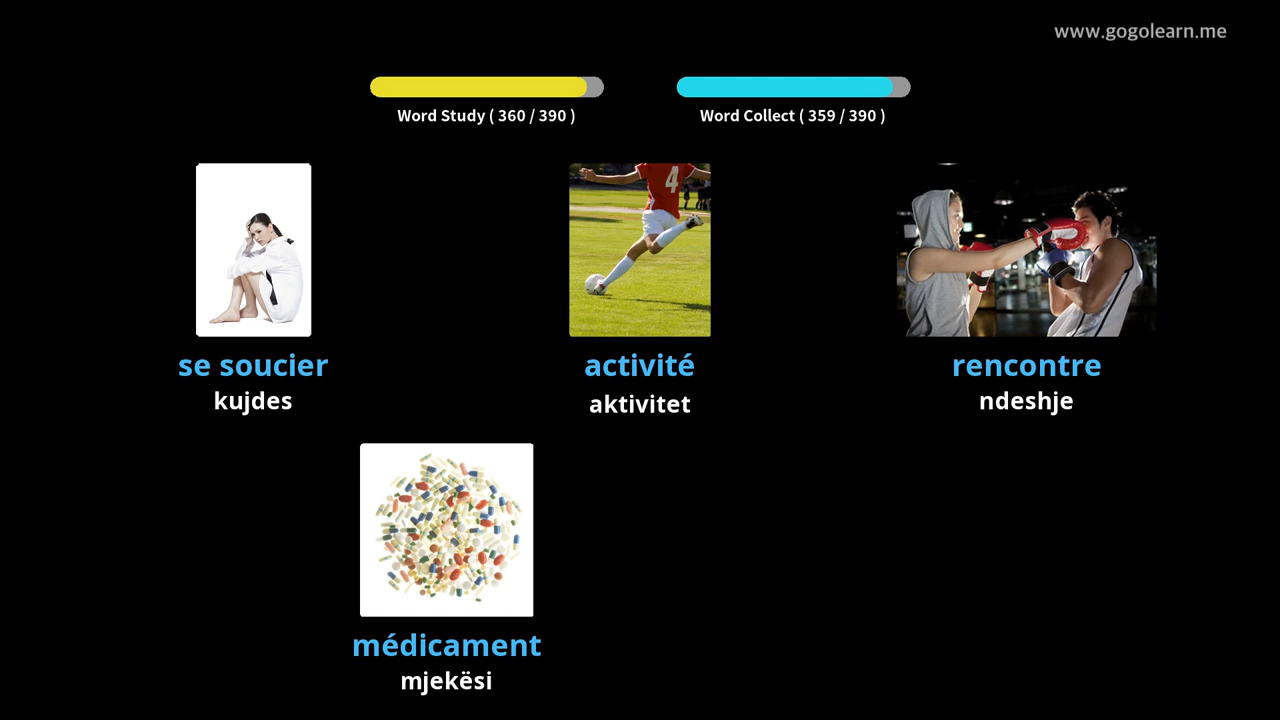 www.gogolearn.me
Word Study ( 360 / 390 )
Word Collect ( 359 / 390 )
4
se soucier
kujdes
activité
aktivitet
rencontre
ndeshje
médicament
mjekësi